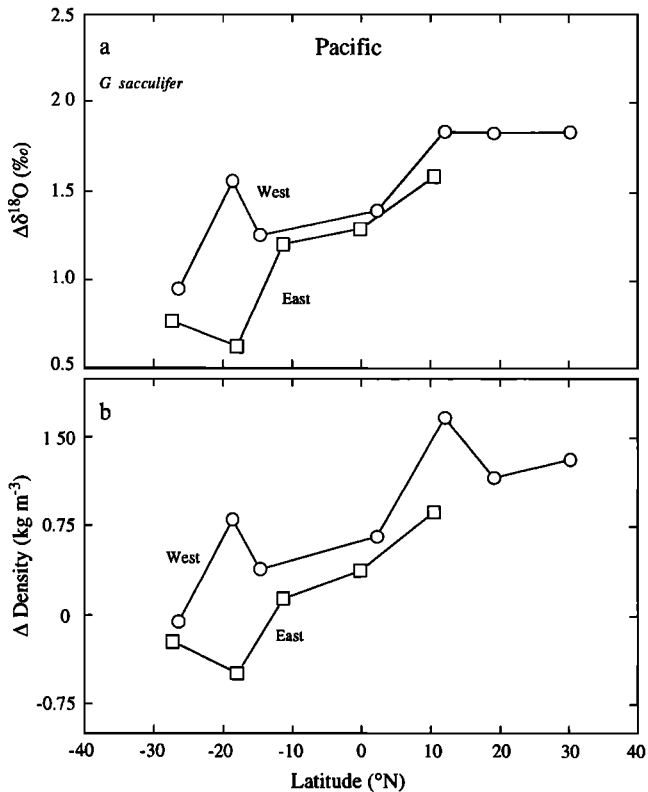 2.5
a
Pacific
G sacculifer
2 0
West
1.5
Δδ18O (‰)
1 0
East
0.5
b
1 50
0.75
West
Δ Density (kg m-3)
0
East
-0.75
-40 -30 -20 -10 0 10 20 30 40
Latitude (°N)